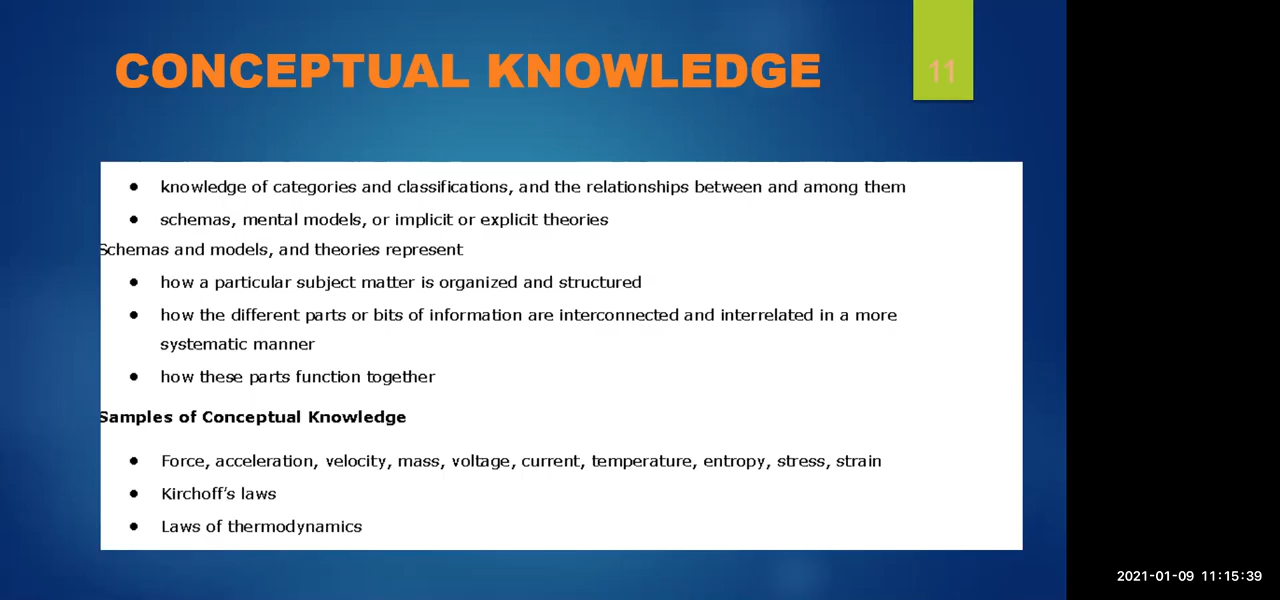 CONCEPTUAL KNOWLEDGE
11
● knowledge of categories and classifications, and the relationships between and among them
● schemas, mental models, or implicit or explicit theories
Schemas and models, and theories represent
● how a particular subject matter is organized and structured
● how the different parts or bits of information are interconnected and interrelated in a more
systematic manner
● how these parts function together
Samples of Conceptual Knowledge
● Force, acceleration, velocity, mass, voltage, current, temperature, entropy, stress, strain
● Kirchoff's laws
● Laws of thermodynamics
2021-01-09 11:15:39